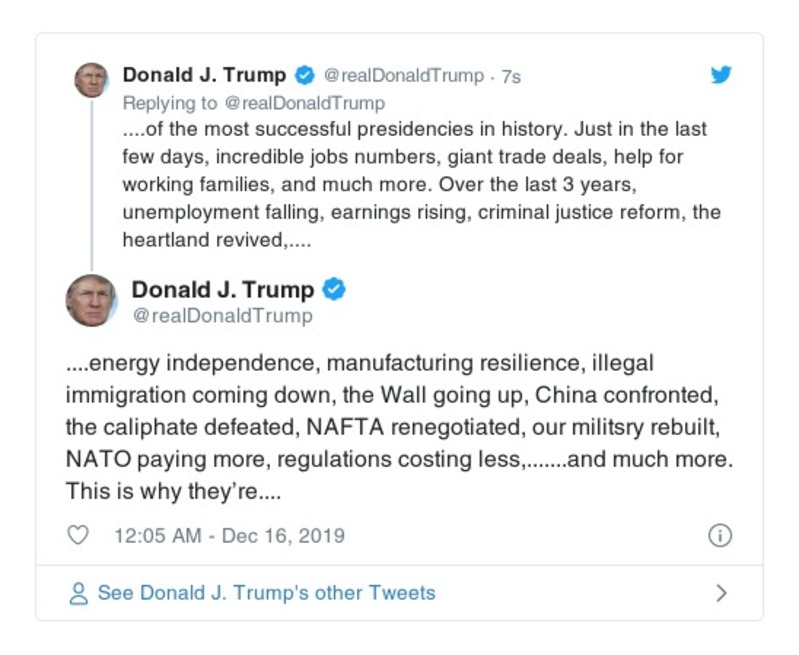 Donald J. Trump @realDonaldTrump · 7s
Replying to @realDonaldTrump
....of the most successful presidencies in history. Just in the last
few days, incredible jobs numbers, giant trade deals, help for
working families, and much more. Over the last 3 years,
unemployment falling, earnings rising, criminal justice reform, the
heartland revived,....
Donald J. Trump
@realDonaldTrump
....energy independence, manufacturing resilience, illegal
immigration coming down, the Wall going up, China confronted,
the caliphate defeated, NAFTA renegotiated, our militsry rebuilt,
NATO paying more, regulations costing less,.......and much more.
This is why they’re....
12:05 AM - Dec 16, 2019
See Donald J. Trump's other Tweets